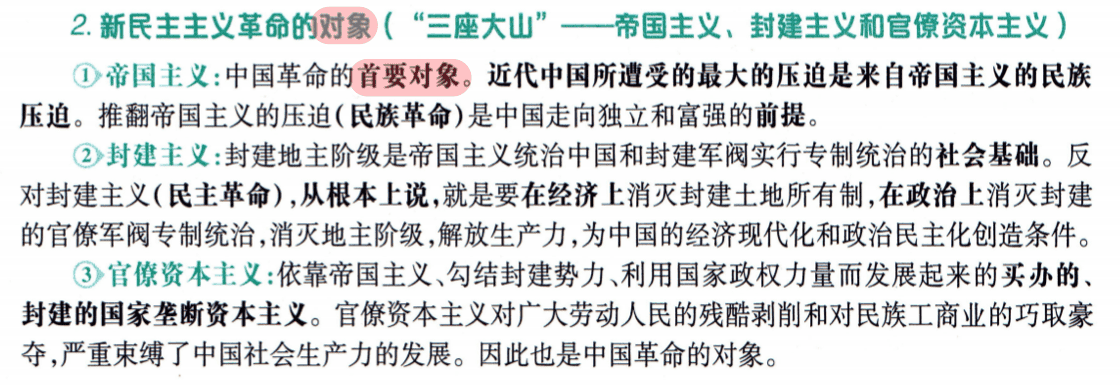 2. 新民主主义革命的对象（“三座大山”——帝国主义、封建主义和官僚资本主义）
①帝国主义:中国革命的首要对象。近代中国所遭受的最大的压迫是来自帝国主义的民族
压迫。推翻帝国主义的压迫(民族革命)是中国走向独立和富强的前提。
②封建主义:封建地主阶级是帝国主义统治中国和封建军阀实行专制统治的社会基础。反
对封建主义(民主革命),从根本上说,就是要在经济上消灭封建土地所有制,在政治上消灭封建
的官僚军阀专制统治,消灭地主阶级,解放生产力,为中国的经济现代化和政治民主化创造条件。
③官僚资本主义:依靠帝国主义、勾结封建势力、利用国家政权力量而发展起来的买办的、
封建的国家垄断资本主义。官僚资本主义对广大劳动人民的残酷剥削和对民族工商业的巧取豪
夺,严重束缚了中国社会生产力的发展。因此也是中国革命的对象。